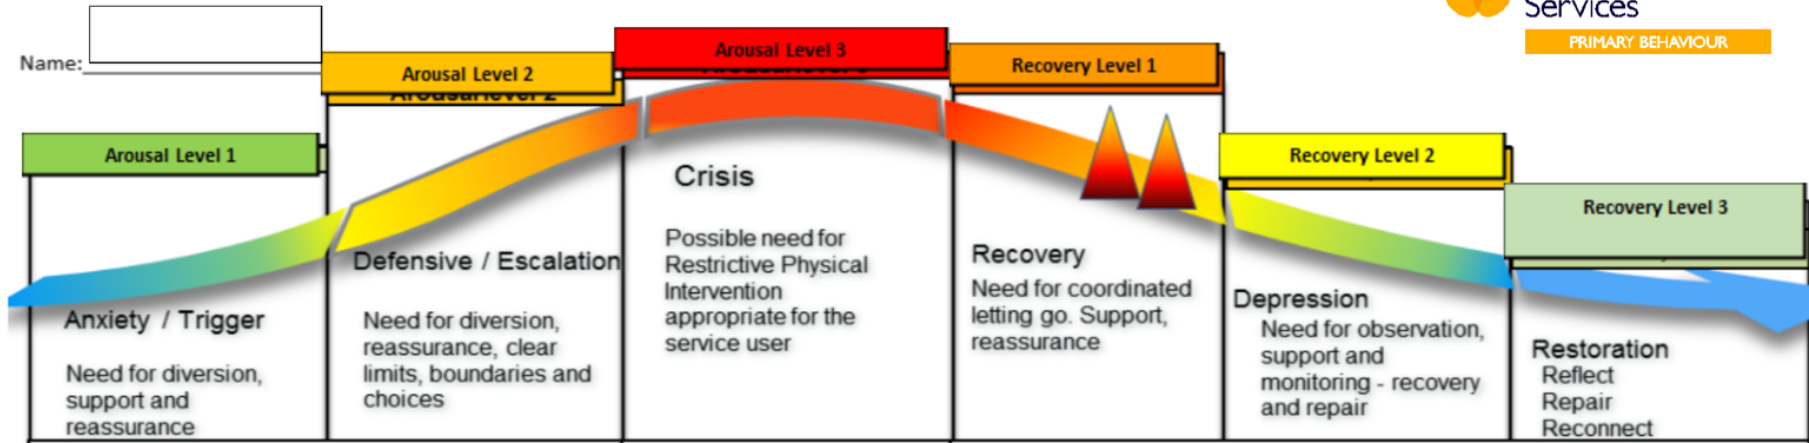 Services
PRIMARY BEHAVIOUR
Name:
Arousal Level 1
Anxiety / Trigger
Need for diversion,
support and
reassurance
Arousal Level 2
Defensive / Escalation
Need for diversion,
reassurance, clear
limits, boundaries and
choices
Arousal Level 3
Crisis
Possible need for
Restrictive Physical
Intervention
appropriate for the
service user
Recovery Level 1
Recovery
Need for coordinated
letting go. Support,
reassurance
Recovery Level 2
Depression
Need for observation,
support and
monitoring - recovery
and repair
Recovery Level 3
Restoration
Reflect
Repair
Reconnect